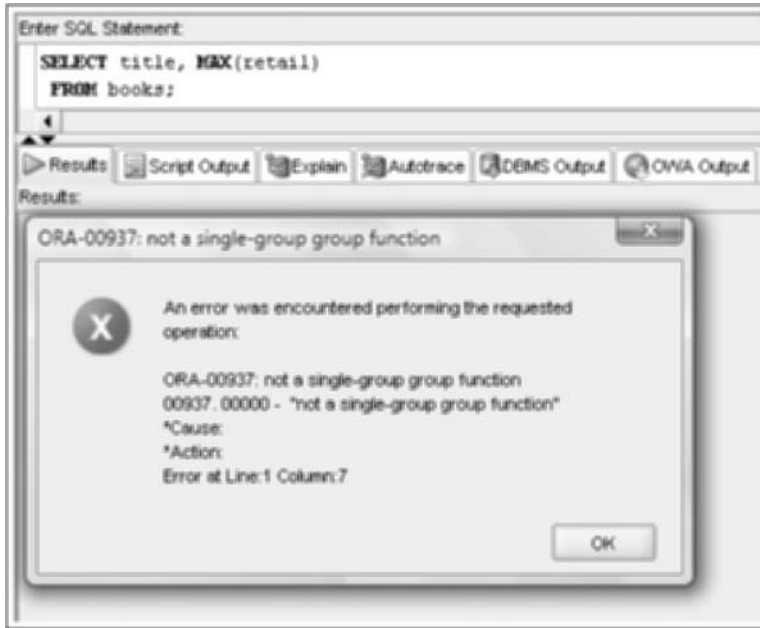 Enter SQL Statement:
SELECT title, MAX(retail)
FROM books;
Results
Script Output
Explain
Autotrace
DBMS Output
OWA Output
Results:
ORA-00937: not a single-group group function
An error was encountered performing the requested
operation:
ORA-00937: not a single-group group function
00937. 00000 - "not a single-group group function"
*Cause:
*Action:
Error at Line:1 Column:7
OK